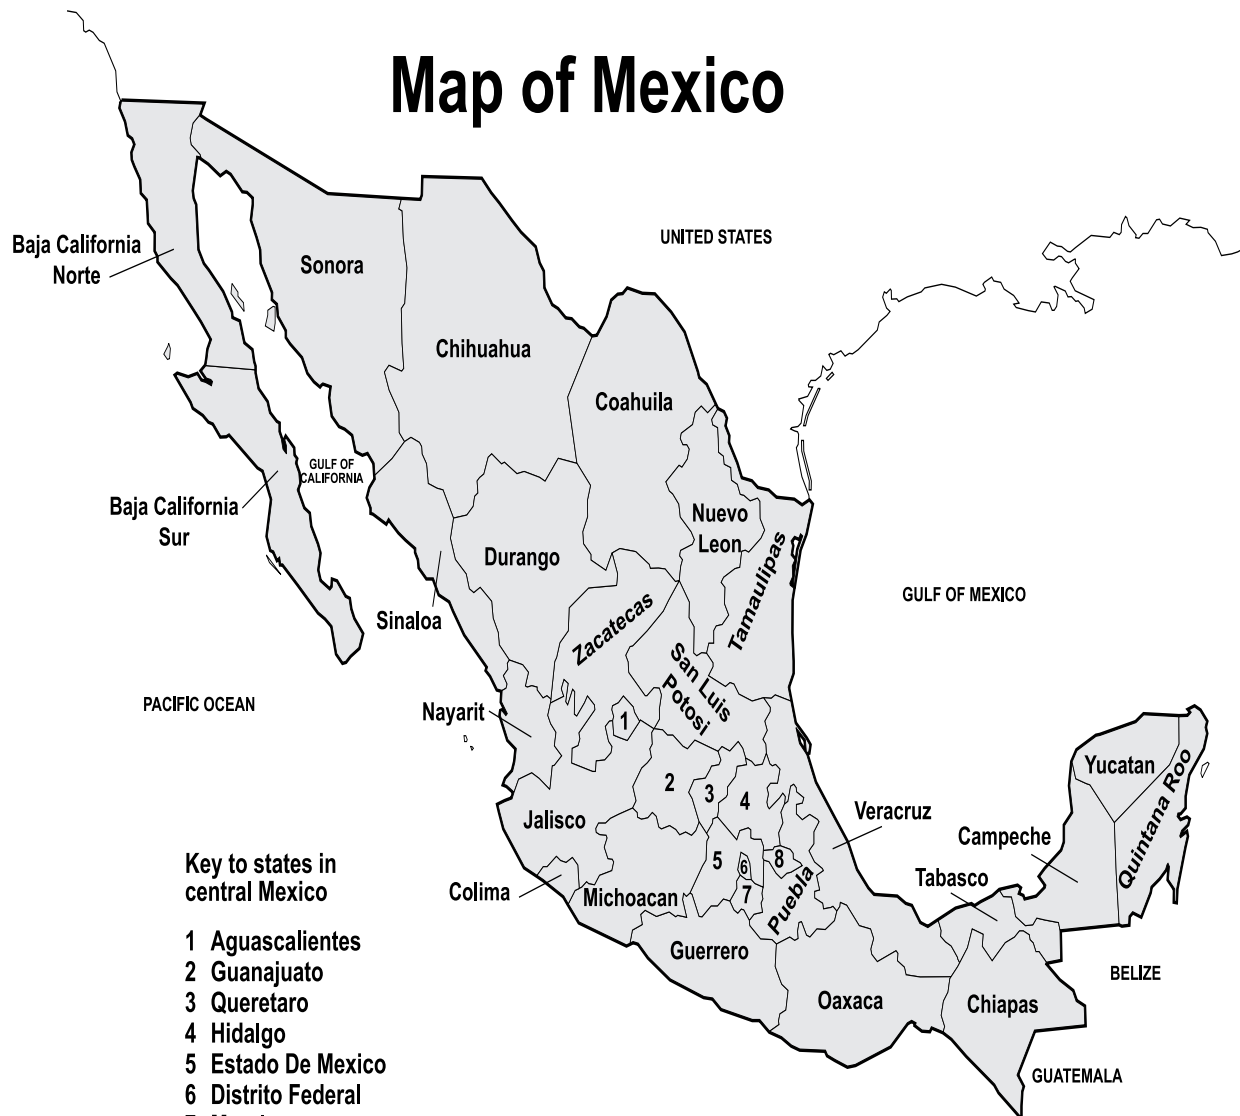 Map of Mexico
UNITED STATES
Baja California
Norte
Sonora
Chihuahua
Coahuila
GULF OF
CALIFORNIA
Baja California
Sur
Nuevo
Leon
Durango
Tamaulipas
GULF OF MEXICO
Sinaloa
Zacatecas
San Luis
Potosi
PACIFIC OCEAN
Nayarit
1
Yucatan
Quintana Roo
2
3
4
Jalisco
Veracruz
Campeche
5
6
8
Tabasco
Colima
Michoacan
7
Puebla
Guerrero
BELIZE
Oaxaca
Chiapas
GUATEMALA
Key to states in
central Mexico
1 Aguascalientes
2 Guanajuato
3 Queretaro
4 Hidalgo
5 Estado De Mexico
6 Distrito Federal